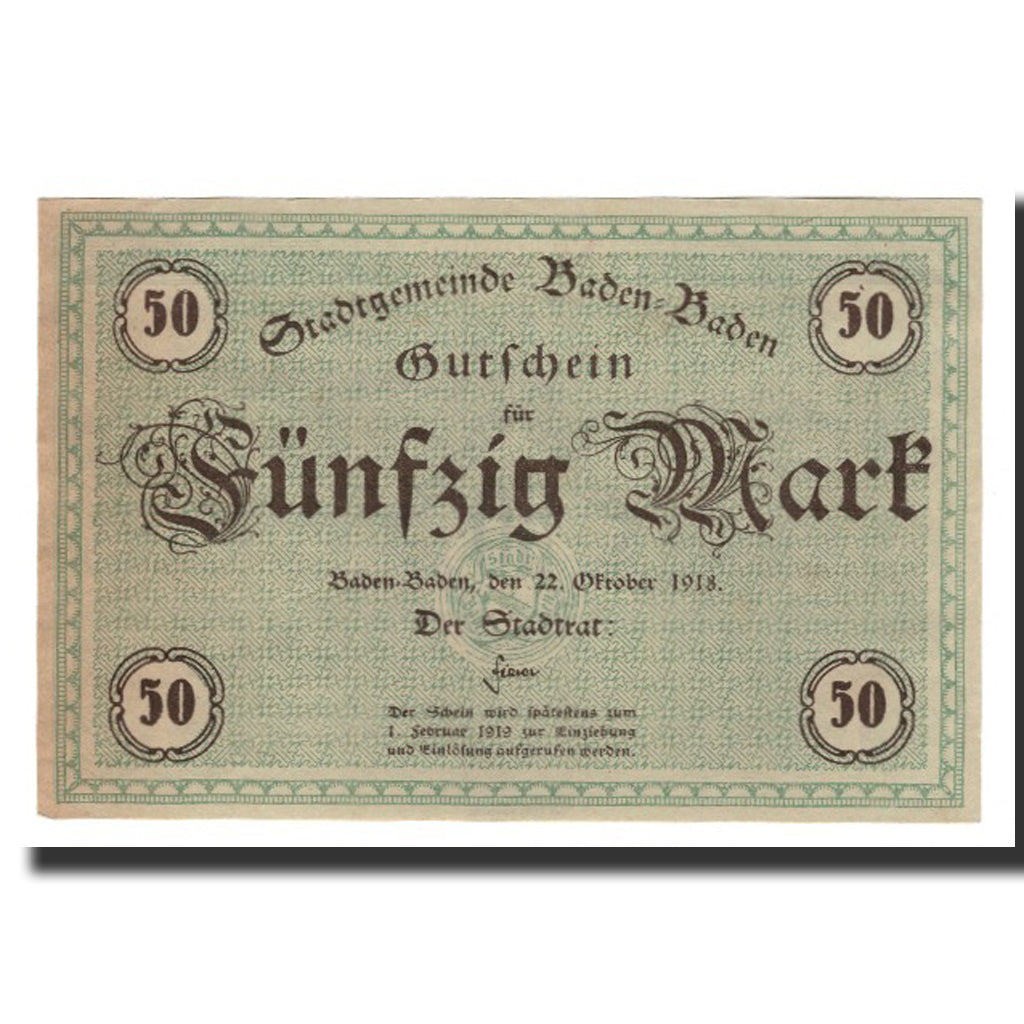 50
50
Stadtgemeinde Baden-Baden
Gutschein
für
Fünfzig Mark
Stadt
Baden-Baden, den 22. Oktober 1918.
Der Stadtrat:
50
50
Der Schein wird spätestens zum
1. Februar 1919 zur Einziehung
und Einlösung aufgerufen werden.